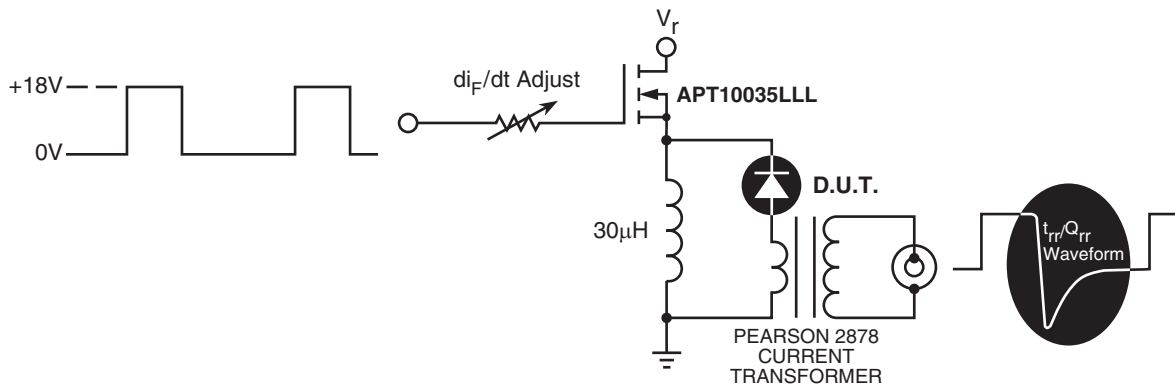 +18V
0V
di_F/dt Adjust
V_r
APT10035LLL
D.U.T.
30μH
PEARSON 2878
CURRENT
TRANSFORMER
t_rr/Q_rr
Waveform